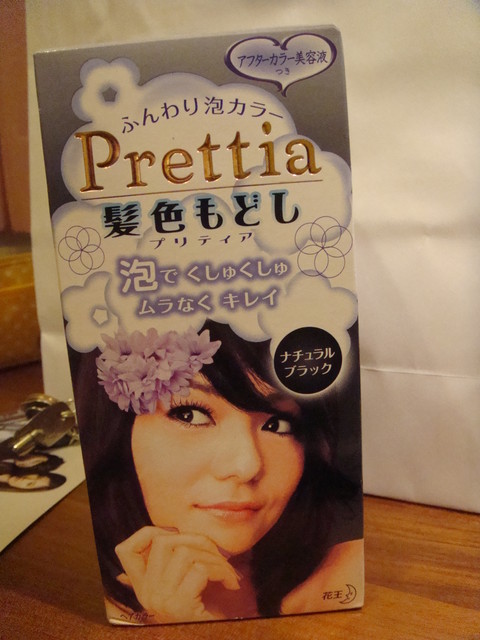 アフターカラー美容液
つき
ふんわり泡カラー
Prettia
髪色もどし
プリティア
泡で くしゅくしゅ
ムラなく キレイ
ナチュラル
ブラック
花王